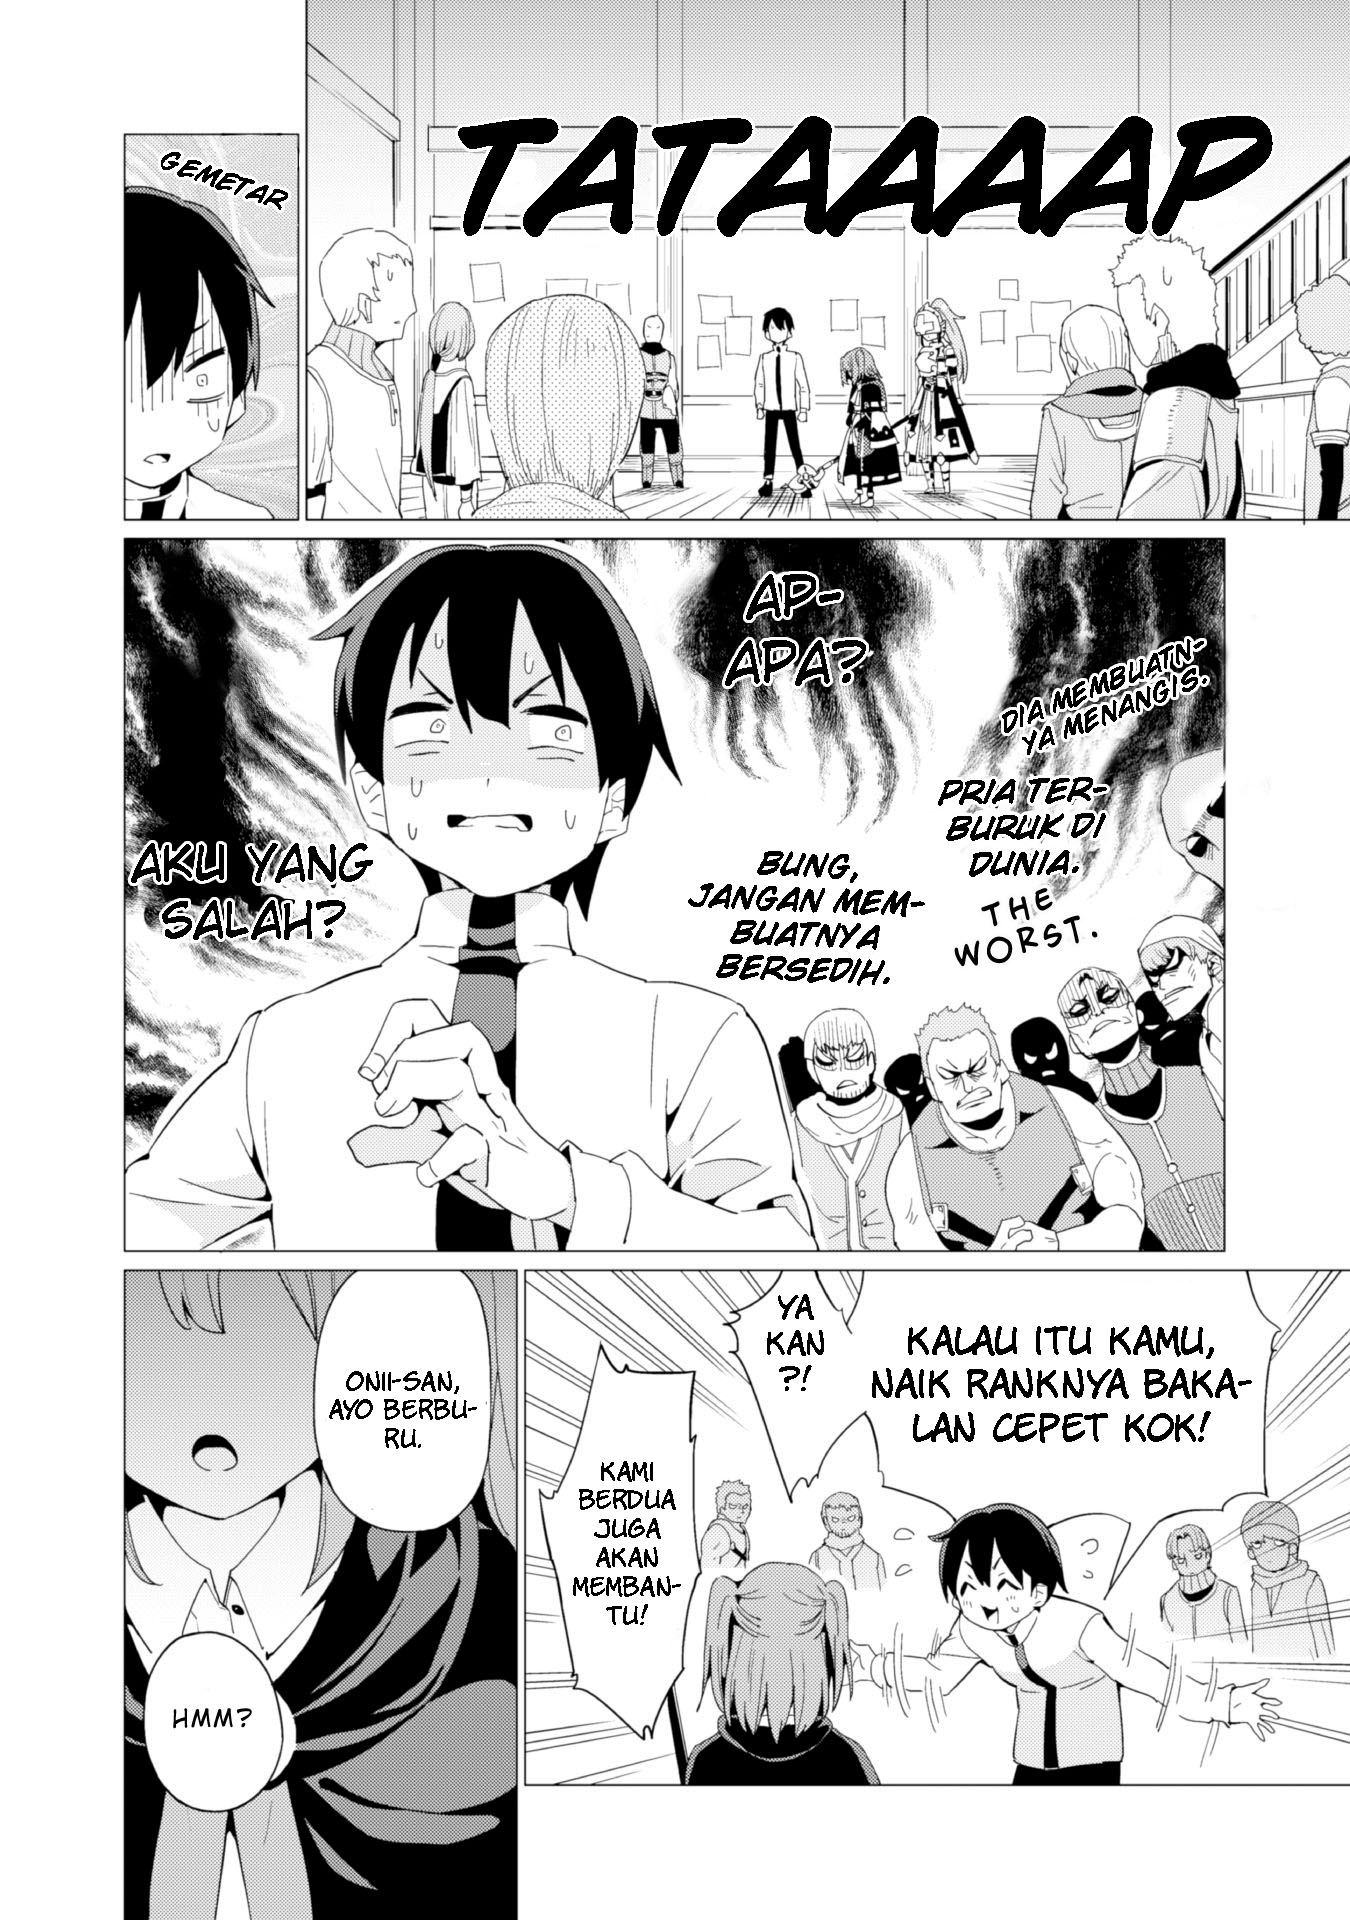 TATAAAAP
GEMETAR
AP-
APA?
DIA MEMBUATN-
YA MENANGIS.
PRIA TER-
BURUK DI
DUNIA.
THE
WORST.
BUNG,
JANGAN MEM-
BUATNYA
BERSEDIH.
AKU YANG
SALAH?
KALAU ITU KAMU,
NAIK RANKNYA BAKA-
LAN CEPET KOK!
YA
KAN
?!
KAMI
BERDUA
JUGA
AKAN
MEMBAN-
TU!
ONII-SAN,
AYO BERBU-
RU.
HMM?